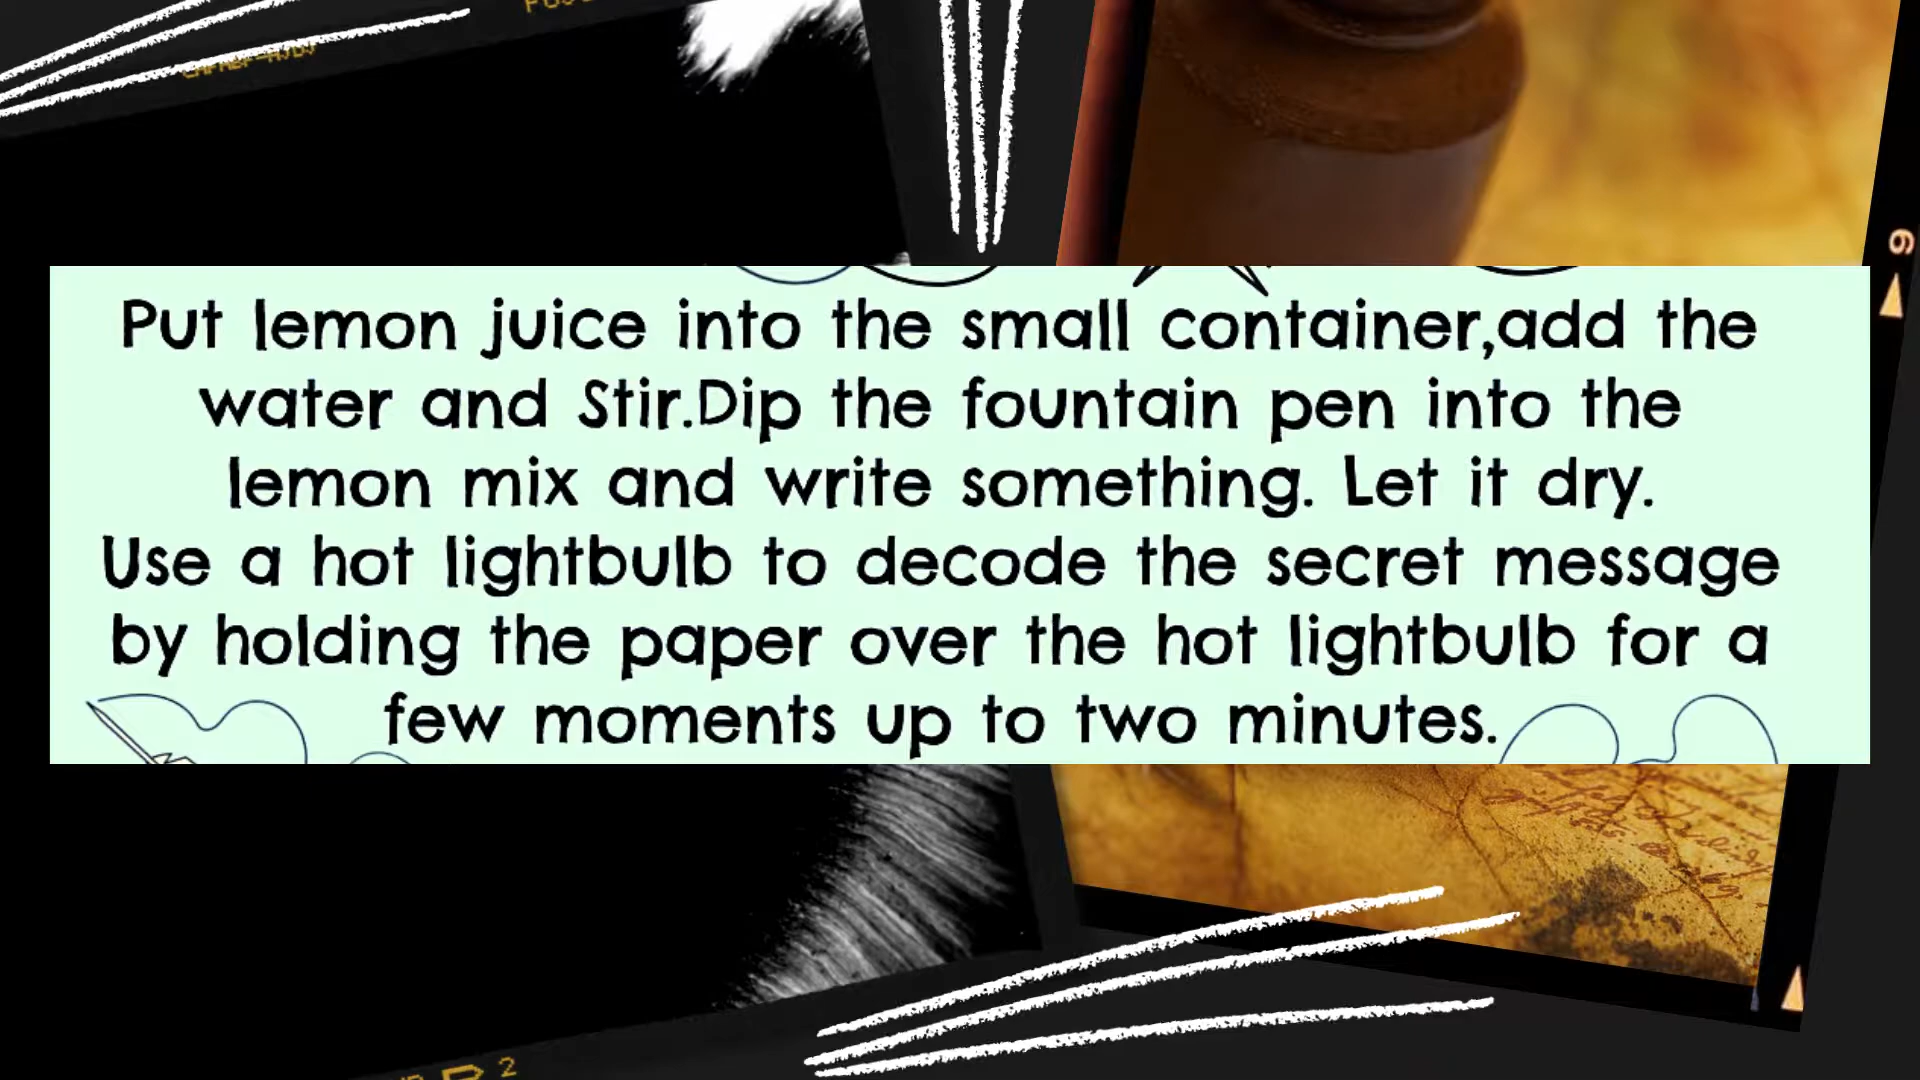 Put lemon juice into the small container,add the
water and Stir.Dip the fountain pen into the
lemon mix and write something. Let it dry.
Use a hot lightbulb to decode the secret message
by holding the paper over the hot lightbulb for a
few moments up to two minutes.
6
2